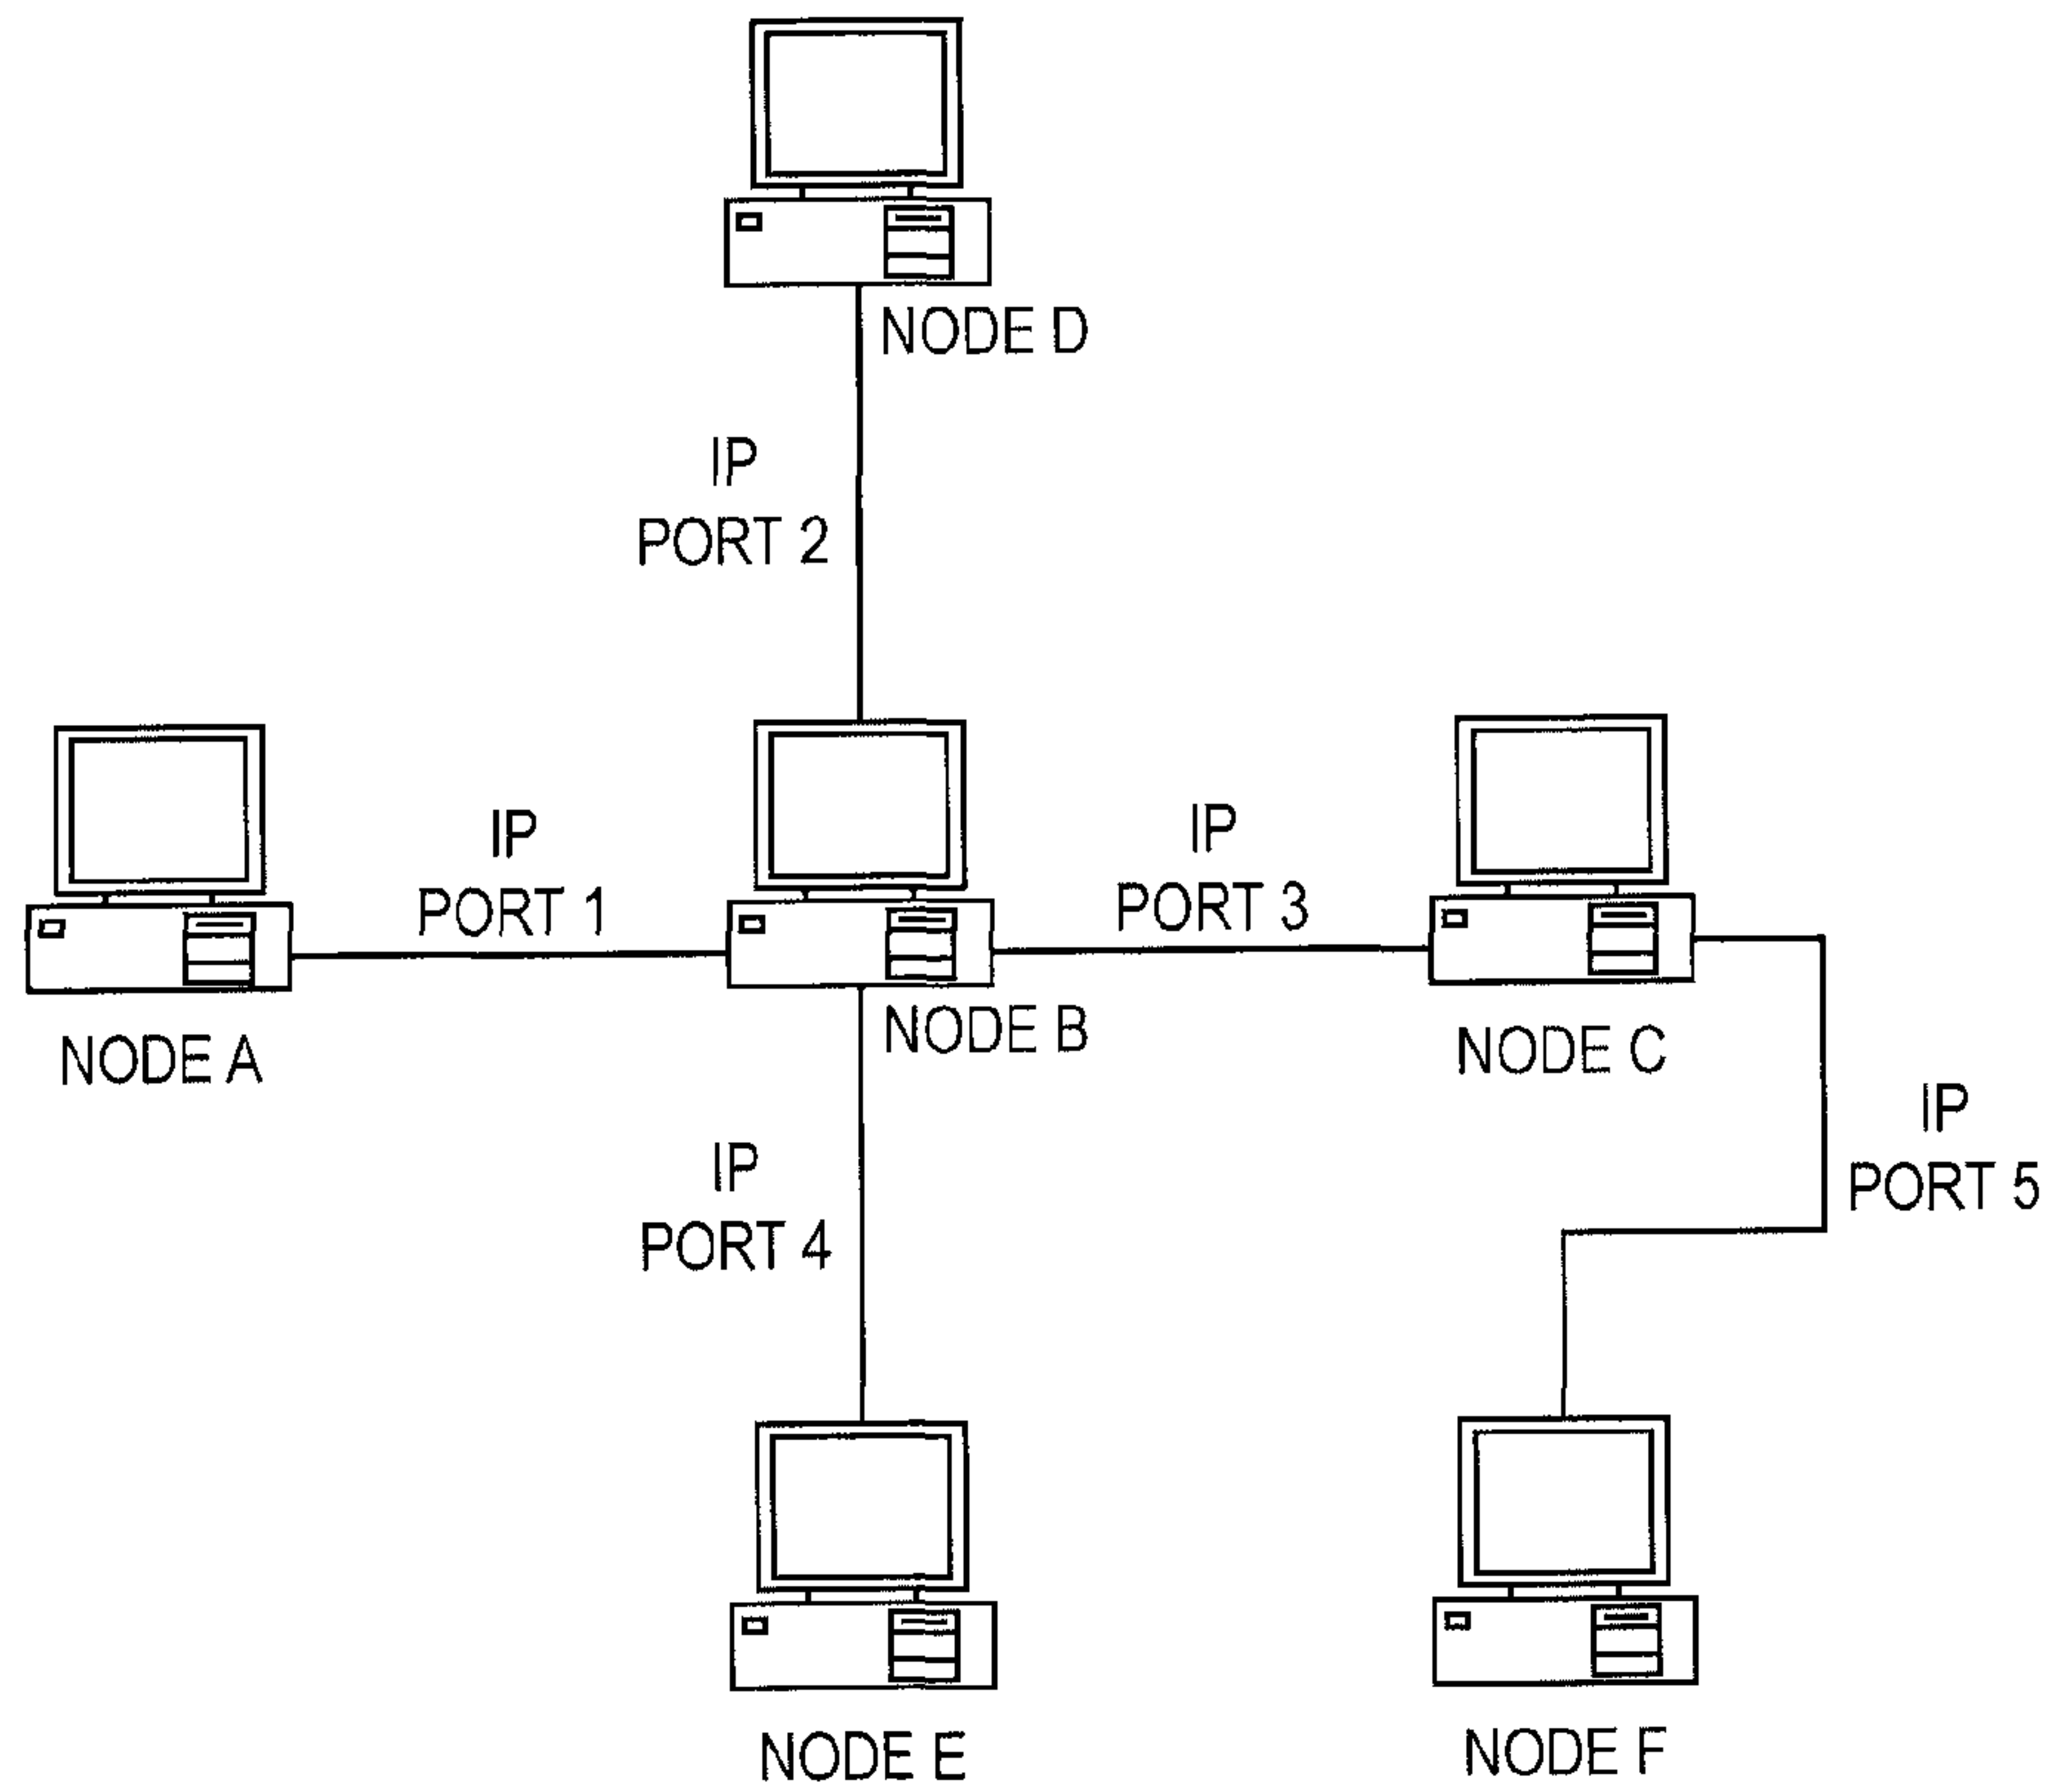 NODE D
IP
PORT 2
IP
PORT 1
IP
PORT 3
NODE A
NODE B
NODE C
IP
PORT 4
IP
PORT 5
NODE E
NODE F